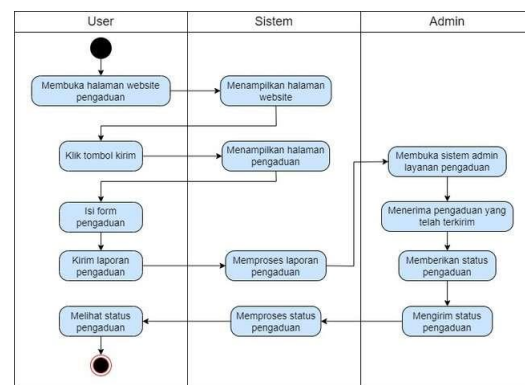 User
Sistem
Admin
Membuka halaman website
pengaduan
Menampilkan halaman
website
Klik tombol kirim
Menampilkan halaman
pengaduan
Membuka sistem admin
layanan pengaduan
Isi form
pengaduan
Menerima pengaduan yang
telah terkirim
Kirim laporan
pengaduan
Memproses laporan
pengaduan
Memberikan status
pengaduan
Melihat status
pengaduan
Memproses status
pengaduan
Mengirim status
pengaduan